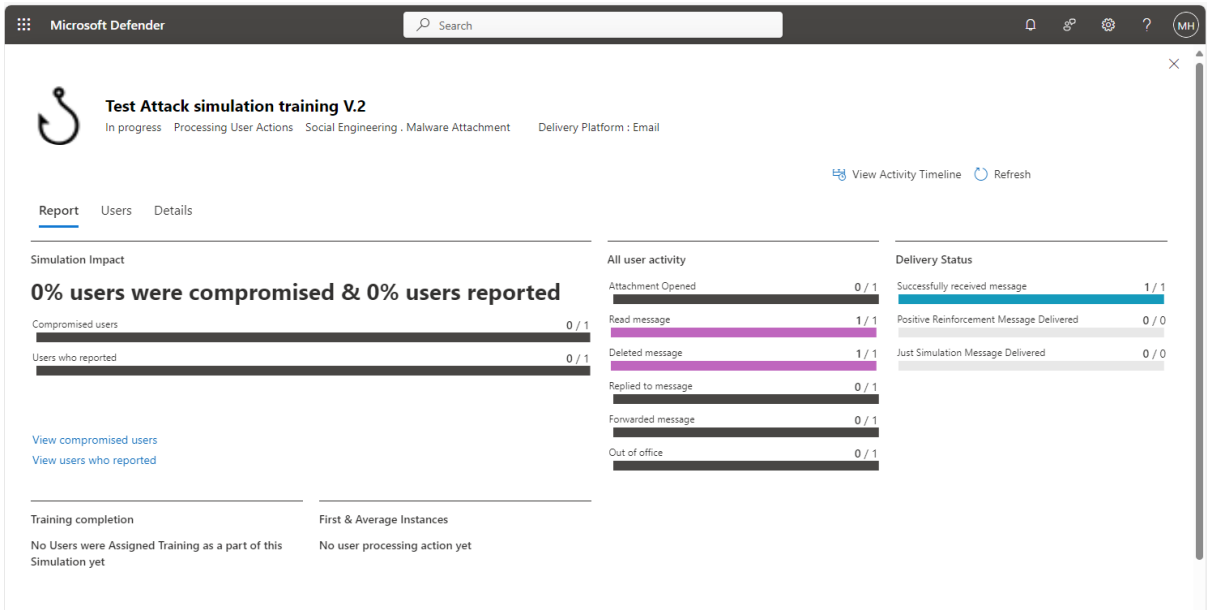 Microsoft Defender
Search
?
MH
Test Attack simulation training V.2
In progress Processing User Actions Social Engineering . Malware Attachment Delivery Platform : Email
View Activity Timeline Refresh
Report Users Details
Simulation Impact
0% users were compromised & 0% users reported
Compromised users 0 / 1
Users who reported 0 / 1
View compromised users
View users who reported
All user activity
Attachment Opened 0 / 1
Read message 1 / 1
Deleted message 1 / 1
Replied to message 0 / 1
Forwarded message 0 / 1
Out of office 0 / 1
Delivery Status
Successfully received message 1 / 1
Positive Reinforcement Message Delivered 0 / 0
Just Simulation Message Delivered 0 / 0
Training completion
No Users were Assigned Training as a part of this
Simulation yet
First & Average Instances
No user processing action yet